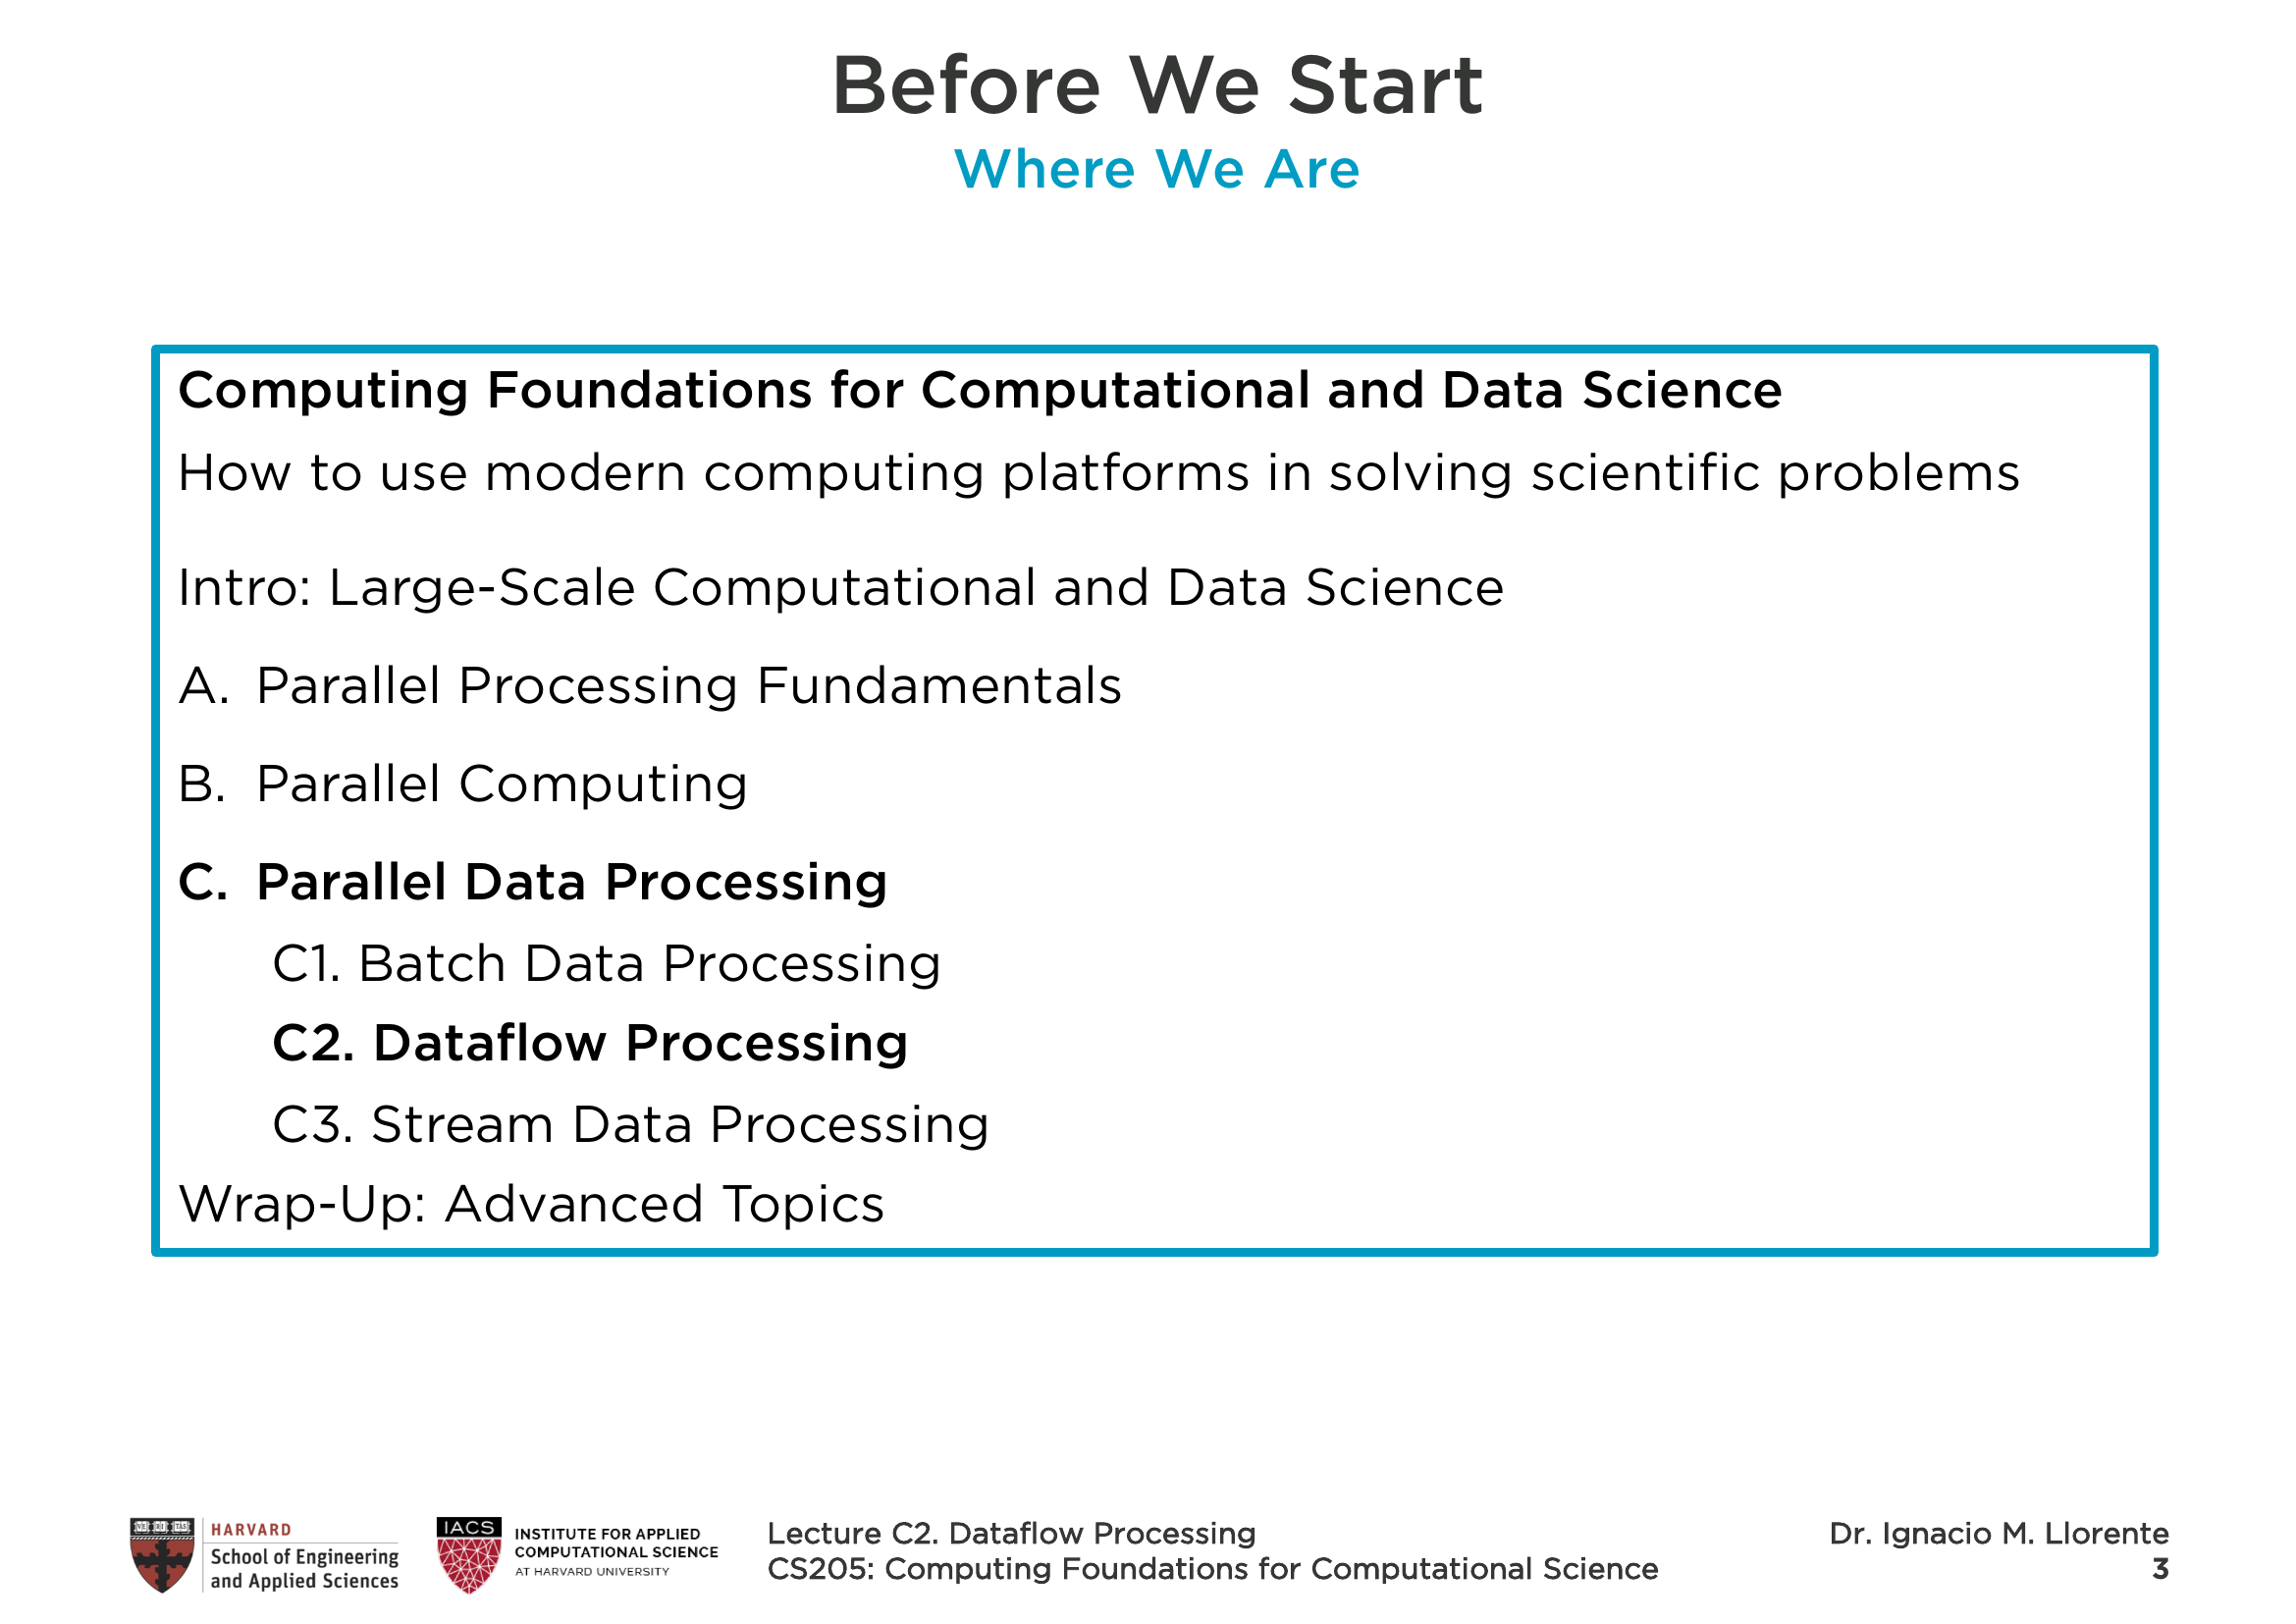 Before We Start
Where We Are
Computing Foundations for Computational and Data Science
How to use modern computing platforms in solving scientific problems
Intro: Large-Scale Computational and Data Science
A. Parallel Processing Fundamentals
B. Parallel Computing
C. Parallel Data Processing
C1. Batch Data Processing
C2. Dataflow Processing
C3. Stream Data Processing
Wrap-Up: Advanced Topics
VE RI TAS
HARVARD
School of Engineering
and Applied Sciences
IACS
INSTITUTE FOR APPLIED
COMPUTATIONAL SCIENCE
AT HARVARD UNIVERSITY
Lecture C2. Dataflow Processing
CS205: Computing Foundations for Computational Science
Dr. Ignacio M. Llorente
3